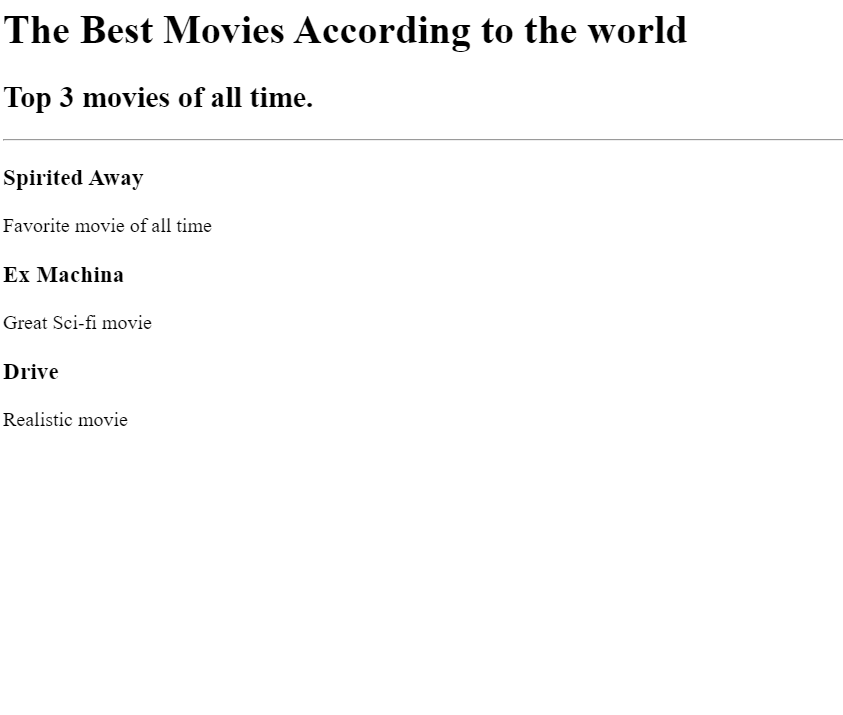 The Best Movies According to the world
Top 3 movies of all time.
Spirited Away
Favorite movie of all time
Ex Machina
Great Sci-fi movie
Drive
Realistic movie